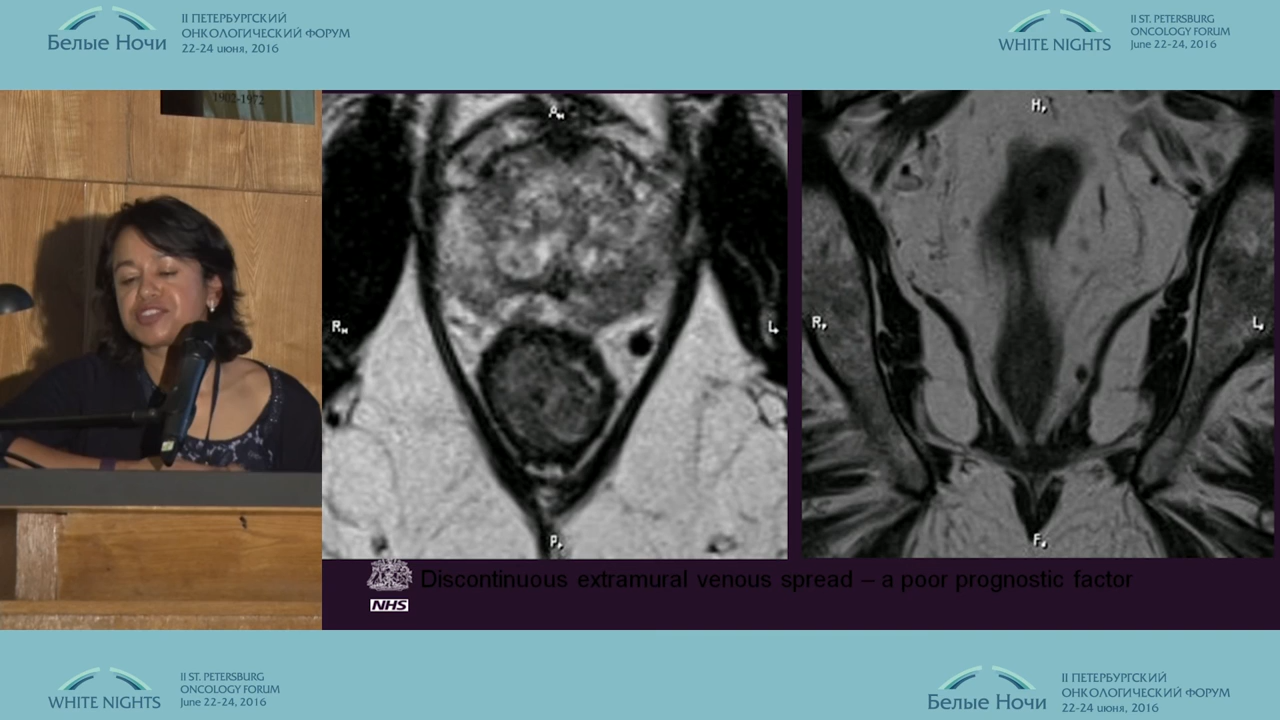 Белые Ночи
II ПЕТЕРБУРГСКИЙ
ОНКОЛОГИЧЕСКИЙ ФОРУМ
22-24 июня, 2016
WHITE NIGHTS
II ST. PETERSBURG
ONCOLOGY FORUM
June 22-24, 2016
1902-1972
A
H
R
L
P
R
L
F
Discontinuous extramural venous spread – a poor prognostic factor
NHS
WHITE NIGHTS
II ST. PETERSBURG
ONCOLOGY FORUM
June 22-24, 2016
Белые Ночи
II ПЕТЕРБУРГСКИЙ
ОНКОЛОГИЧЕСКИЙ ФОРУМ
22-24 июня, 2016